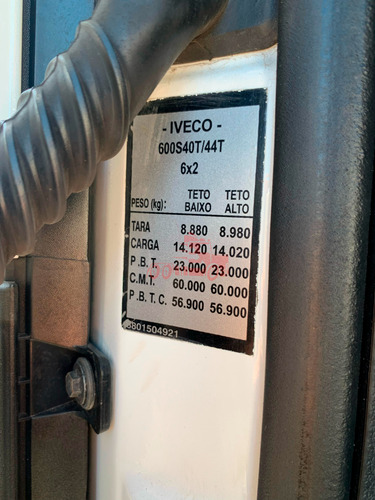 - IVECO -
600S40T/44T
6x2
PESO (kg): TETO BAIXO TETO ALTO
TARA 8.880 8.980
CARGA 14.120 14.020
P.B.T. 23.000 23.000
C.M.T. 60.000 60.000
P.B.T.C. 56.900 56.900
5801504921